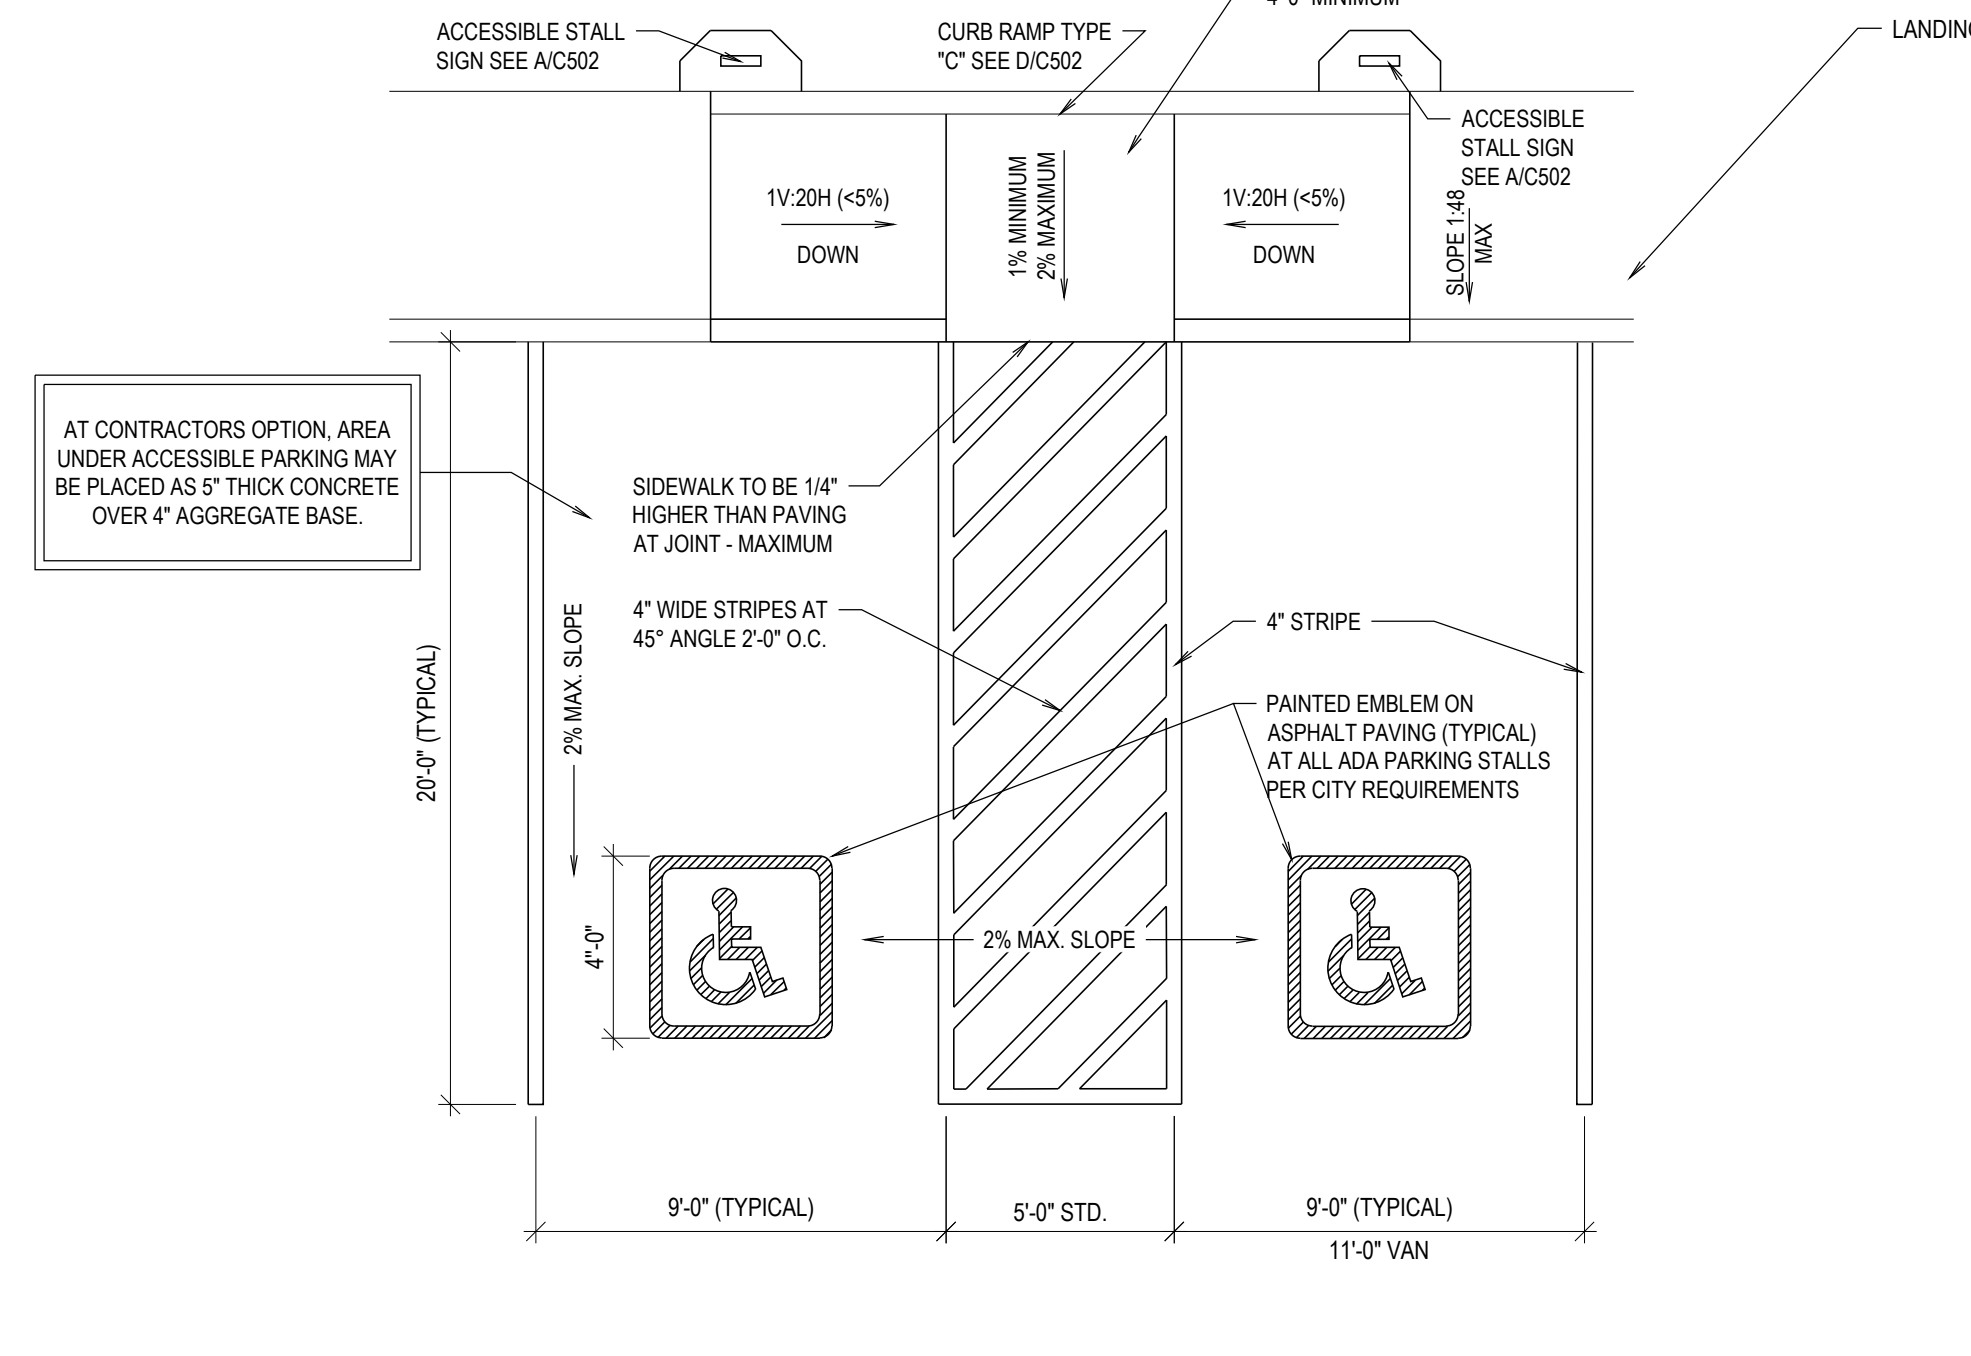 4'-0" MINIMUM
ACCESSIBLE STALL
SIGN SEE A/C502
CURB RAMP TYPE
"C" SEE D/C502
ACCESSIBLE
STALL SIGN
SEE A/C502
1V:20H (<5%)
DOWN
1% MINIMUM
2% MAXIMUM
1V:20H (<5%)
DOWN
SLOPE 1:48
MAX
AT CONTRACTORS OPTION, AREA
UNDER ACCESSIBLE PARKING MAY
BE PLACED AS 5" THICK CONCRETE
OVER 4" AGGREGATE BASE.
SIDEWALK TO BE 1/4"
HIGHER THAN PAVING
AT JOINT - MAXIMUM
4" WIDE STRIPES AT
45° ANGLE 2'-0" O.C.
4" STRIPE
20'-0" (TYPICAL)
2% MAX. SLOPE
PAINTED EMBLEM ON
ASPHALT PAVING (TYPICAL)
AT ALL ADA PARKING STALLS
PER CITY REQUIREMENTS
4"-0"
2% MAX. SLOPE
9'-0" (TYPICAL)
5'-0" STD.
9'-0" (TYPICAL)
11'-0" VAN